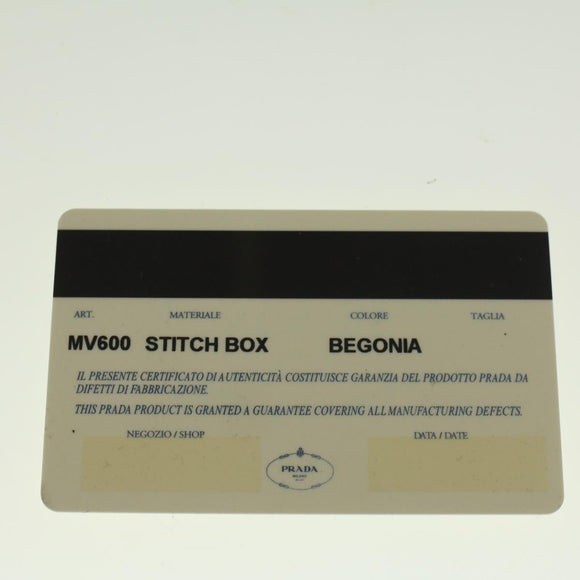 ART. MATERIALE COLORE TAGLIA
MV600 STITCH BOX BEGONIA
IL PRESENTE CERTIFICATO DI AUTENTICITÀ COSTITUISCE GARANZIA DEL PRODOTTO PRADA DA
DIFETTI DI FABBRICAZIONE.
THIS PRADA PRODUCT IS GRANTED A GUARANTEE COVERING ALL MANUFACTURING DEFECTS.
NEGOZIO / SHOP DATA / DATE
PRADA
MILANO